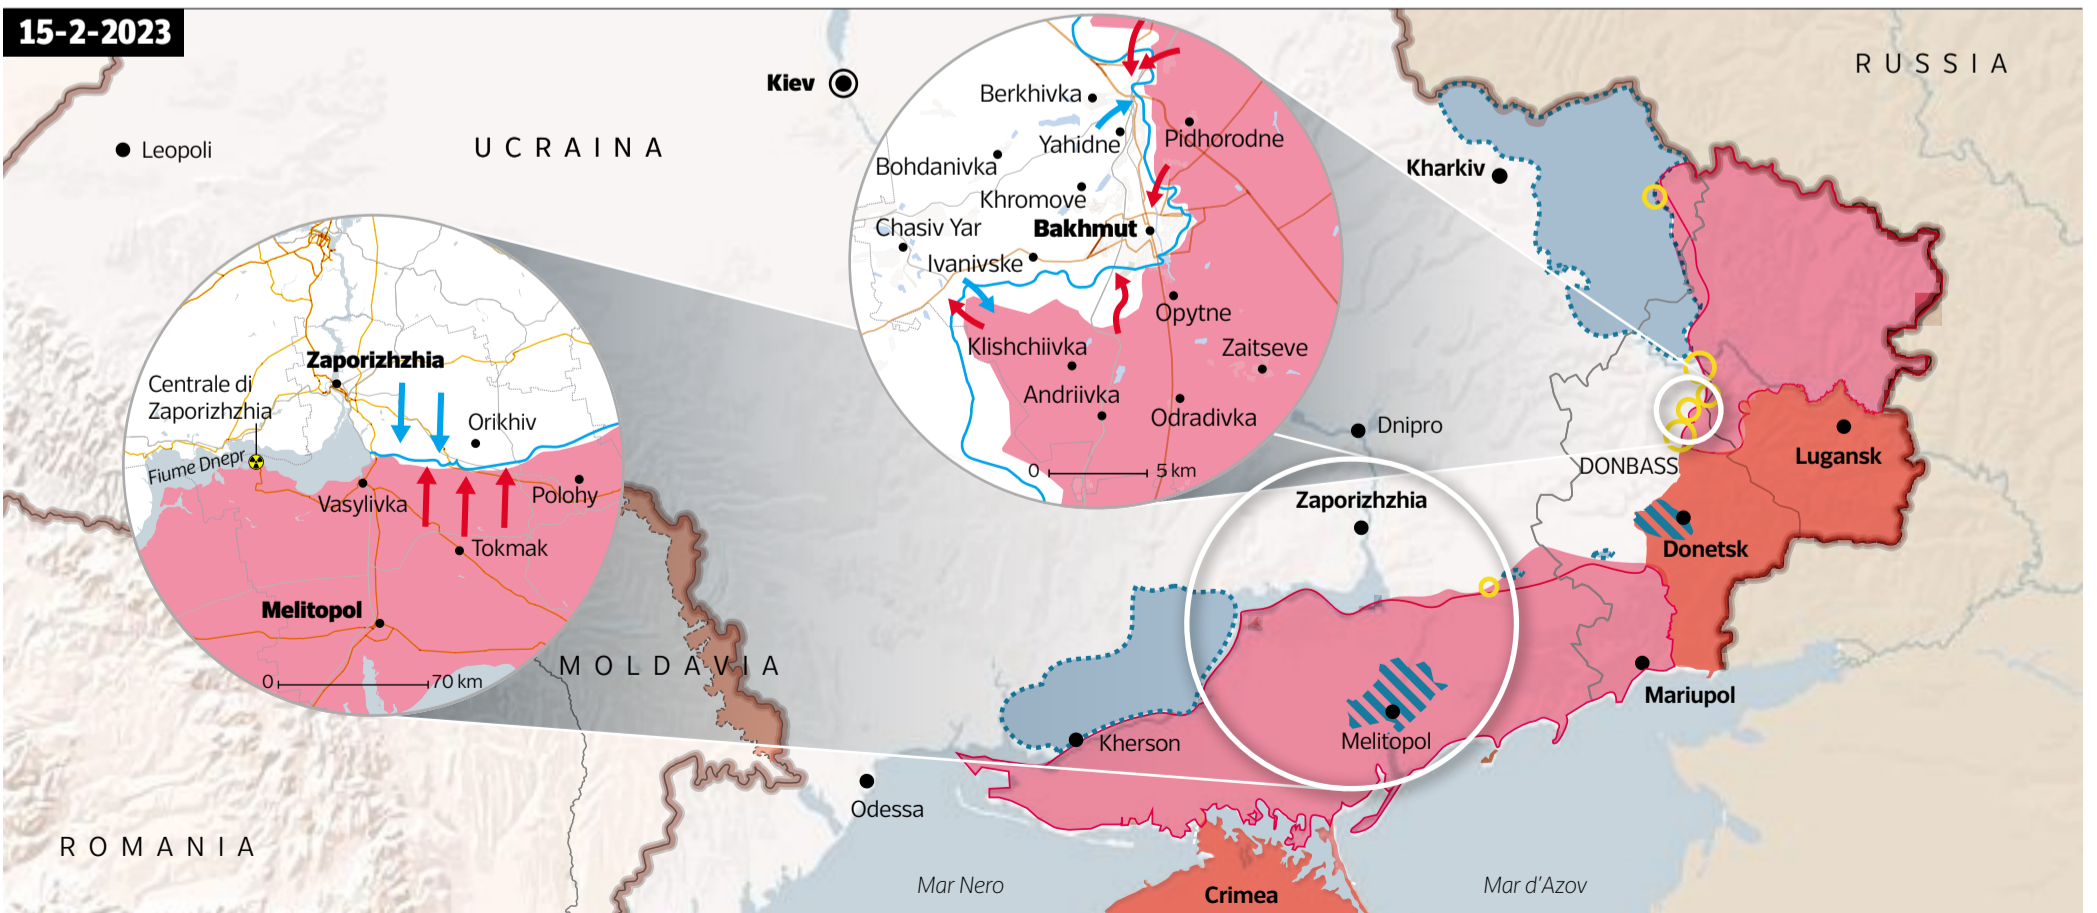 15-2-2023
RUSSIA
Kiev
UCRAINA
Leopoli
Berkhivka
Yahidne
Pidhorodne
Bohdanivka
Khromove
Chasiv Yar
Bakhmut
Ivanivske
Opytne
Klishchiivka
Zaitseve
Andriivka
Odradivka
0
5 km
Kharkiv
Zaporizhzhia
Centrale di
Zaporizhzhia
Orikhiv
Fiume Dnepr
Vasylivka
Polohy
Tokmak
Melitopol
0
70 km
Dnipro
DONBASS
Lugansk
Zaporizhzhia
Donetsk
MOLDAVIA
Mariupol
Melitopol
Kherson
Odessa
ROMANIA
Mar Nero
Crimea
Mar d'Azov